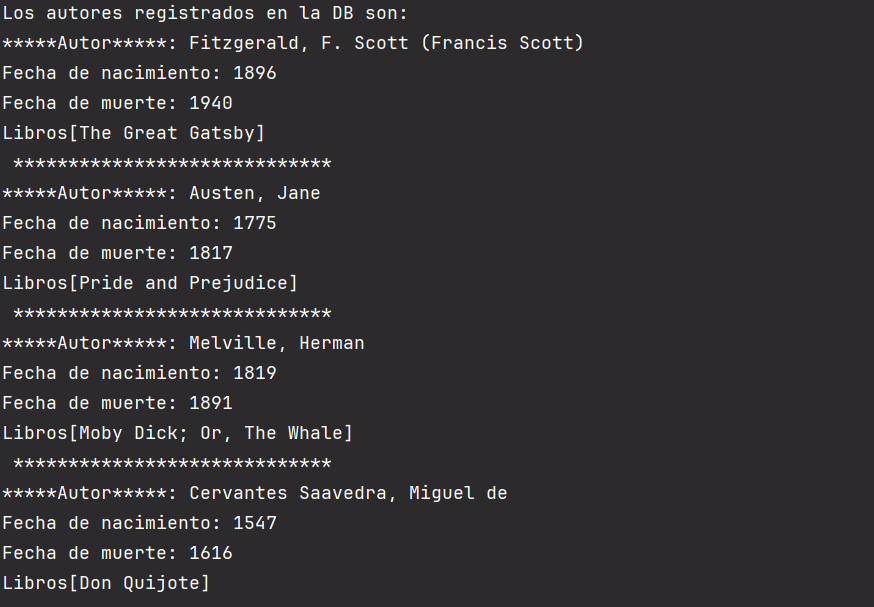 Los autores registrados en la DB son:
*****Autor*****: Fitzgerald, F. Scott (Francis Scott)
Fecha de nacimiento: 1896
Fecha de muerte: 1940
Libros[The Great Gatsby]
*****************************
*****Autor*****: Austen, Jane
Fecha de nacimiento: 1775
Fecha de muerte: 1817
Libros[Pride and Prejudice]
*****************************
*****Autor*****: Melville, Herman
Fecha de nacimiento: 1819
Fecha de muerte: 1891
Libros[Moby Dick; Or, The Whale]
*****************************
*****Autor*****: Cervantes Saavedra, Miguel de
Fecha de nacimiento: 1547
Fecha de muerte: 1616
Libros[Don Quijote]